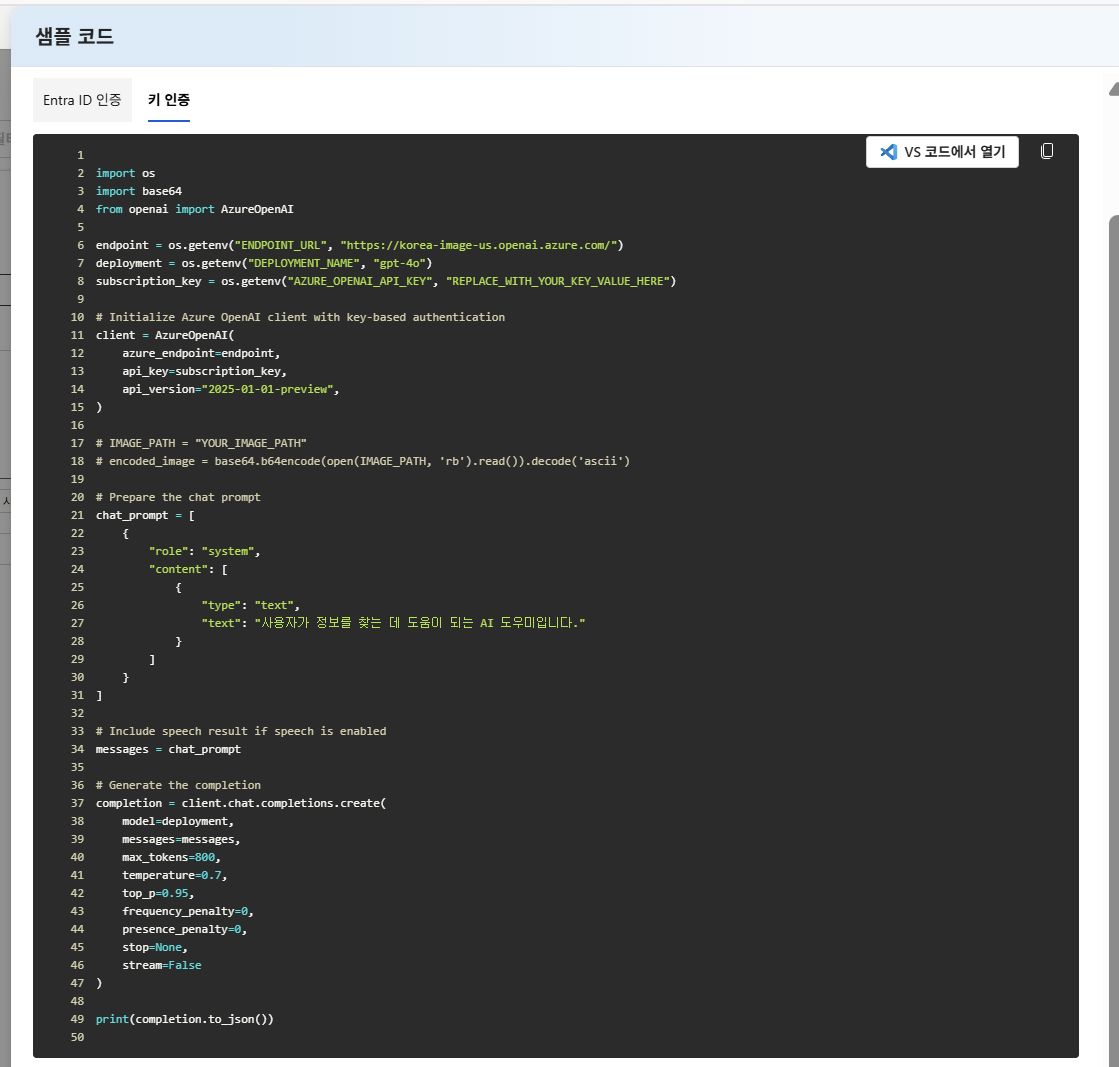 샘플 코드
Entra ID 인증 키 인증
VS 코드에서 열기
1
2 import os
3 import base64
4 from openai import AzureOpenAI
5
6 endpoint = os.getenv("ENDPOINT_URL", "https://korea-image-us.openai.azure.com/")
7 deployment = os.getenv("DEPLOYMENT_NAME", "gpt-4o")
8 subscription_key = os.getenv("AZURE_OPENAI_API_KEY", "REPLACE_WITH_YOUR_KEY_VALUE_HERE")
9
10 # Initialize Azure OpenAI client with key-based authentication
11 client = AzureOpenAI(
12     azure_endpoint=endpoint,
13     api_key=subscription_key,
14     api_version="2025-01-01-preview",
15 )
16
17 # IMAGE_PATH = "YOUR_IMAGE_PATH"
18 # encoded_image = base64.b64encode(open(IMAGE_PATH, 'rb').read()).decode('ascii')
19
20 # Prepare the chat prompt
21 chat_prompt = [
22     {
23         "role": "system",
24         "content": [
25             {
26                 "type": "text",
27                 "text": "사용자가 정보를 찾는 데 도움이 되는 AI 도우미입니다."
28             }
29         ]
30     }
31 ]
32
33 # Include speech result if speech is enabled
34 messages = chat_prompt
35
36 # Generate the completion
37 completion = client.chat.completions.create(
38     model=deployment,
39     messages=messages,
40     max_tokens=800,
41     temperature=0.7,
42     top_p=0.95,
43     frequency_penalty=0,
44     presence_penalty=0,
45     stop=None,
46     stream=False
47 )
48
49 print(completion.to_json())
50